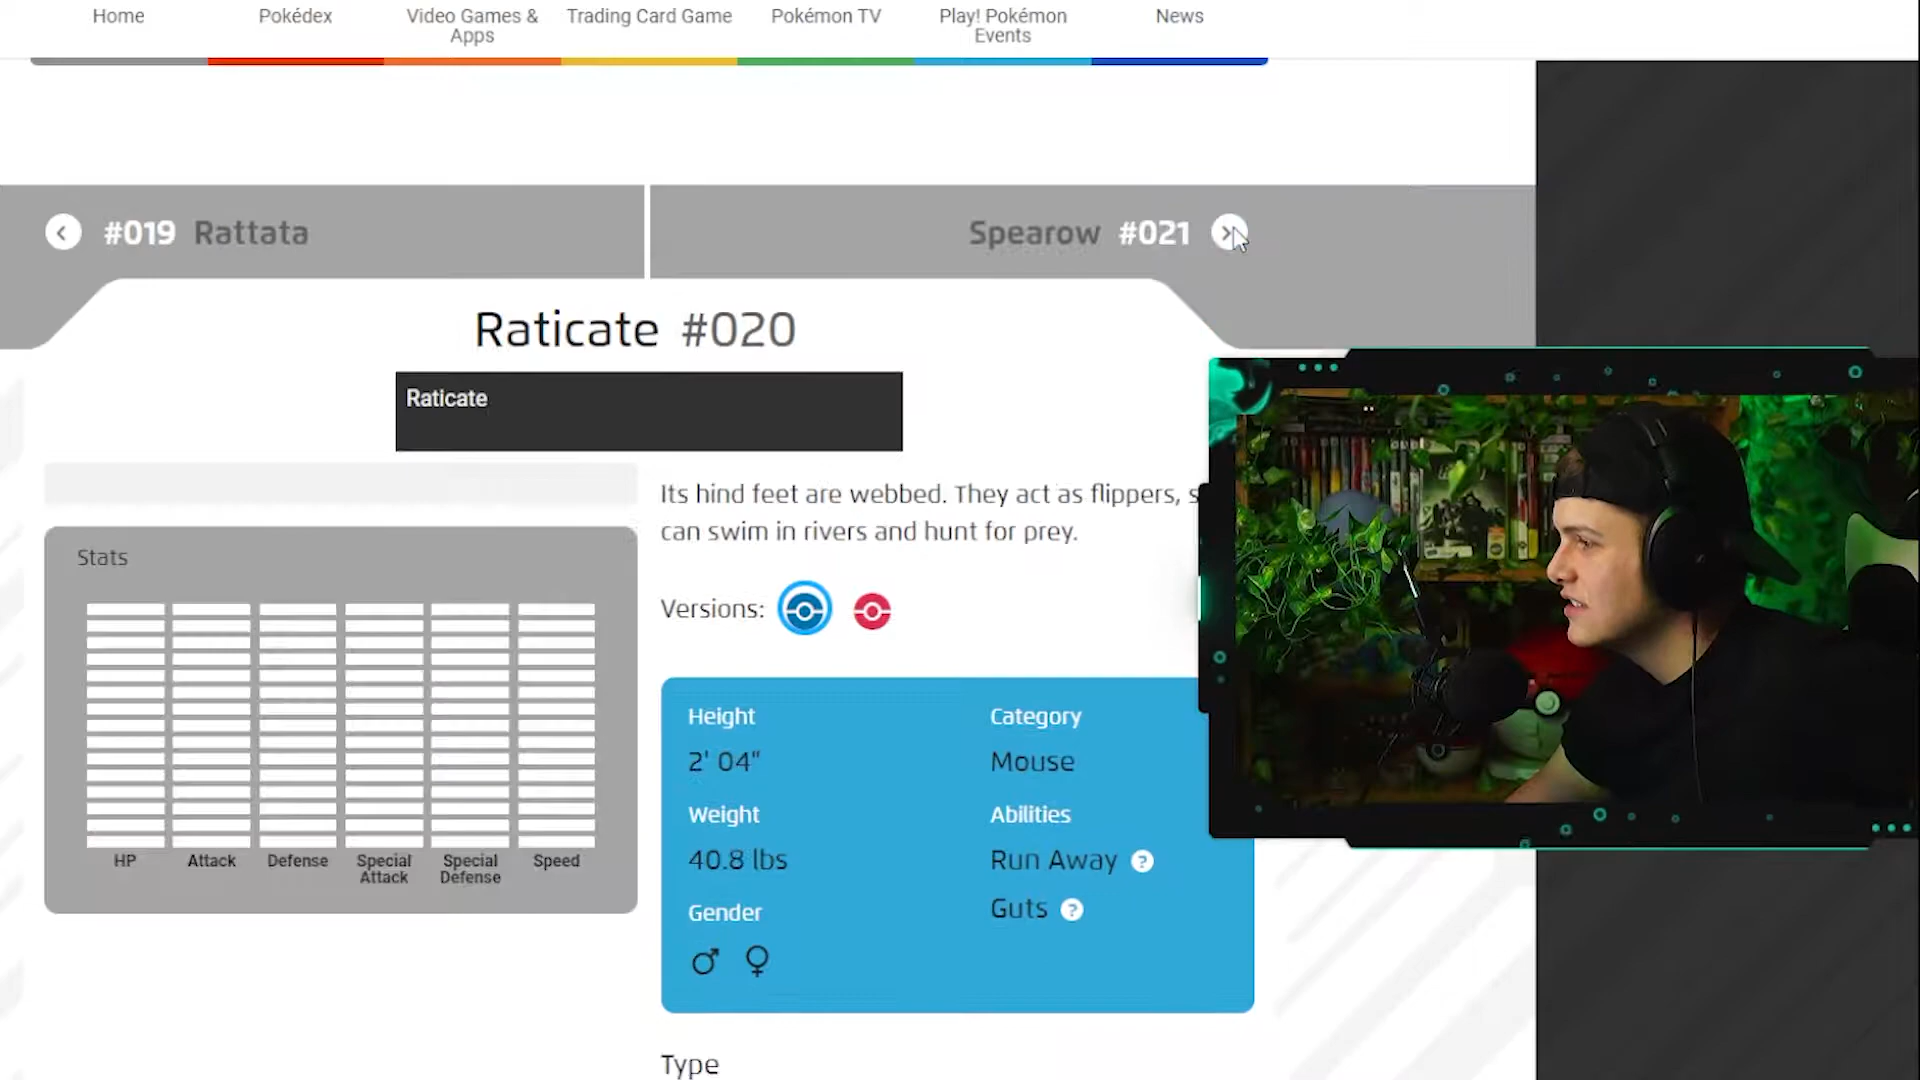 Home
Pokédex
Video Games &
Apps
Trading Card Game
Pokémon TV
Play! Pokémon
Events
News
#019 Rattata
Spearow #021
Raticate #020
Raticate
Its hind feet are webbed. They act as flippers, s
can swim in rivers and hunt for prey.
Versions:
Stats
HP
Attack
Defense
Special
Attack
Special
Defense
Speed
Height
2' 04"
Weight
40.8 lbs
Gender
Category
Mouse
Abilities
Run Away ?
Guts ?
Type